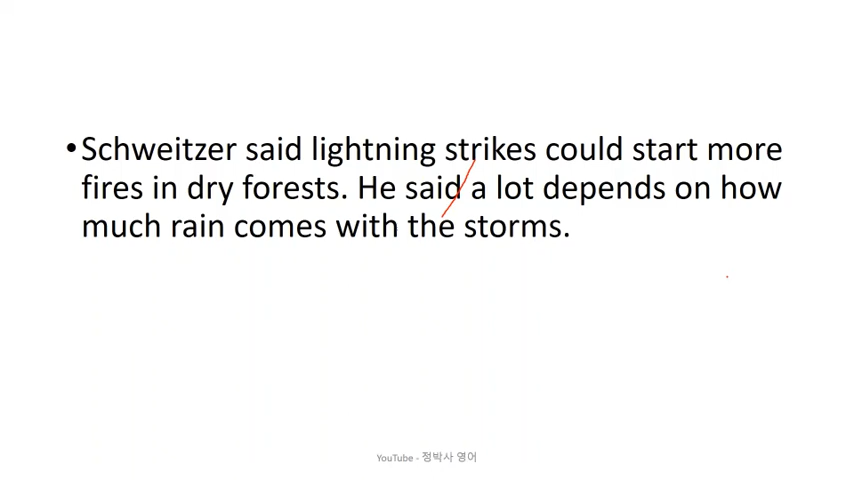 •Schweitzer said lightning strikes could start more
fires in dry forests. He said a lot depends on how
much rain comes with the storms.
YouTube - 정박사 영어